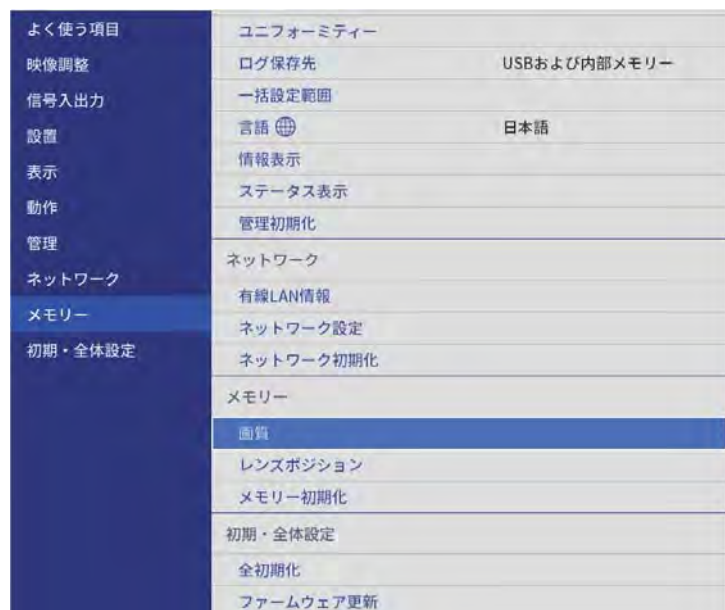 よく使う項目
映像調整
信号入出力
設置
表示
動作
管理
ネットワーク
メモリー
初期・全体設定
ユニフォーミティー
ログ保存先 USBおよび内部メモリー
一括設定範囲
言語 日本語
情報表示
ステータス表示
管理初期化
ネットワーク
有線LAN情報
ネットワーク設定
ネットワーク初期化
メモリー
画質
レンズポジション
メモリー初期化
初期・全体設定
全初期化
ファームウェア更新